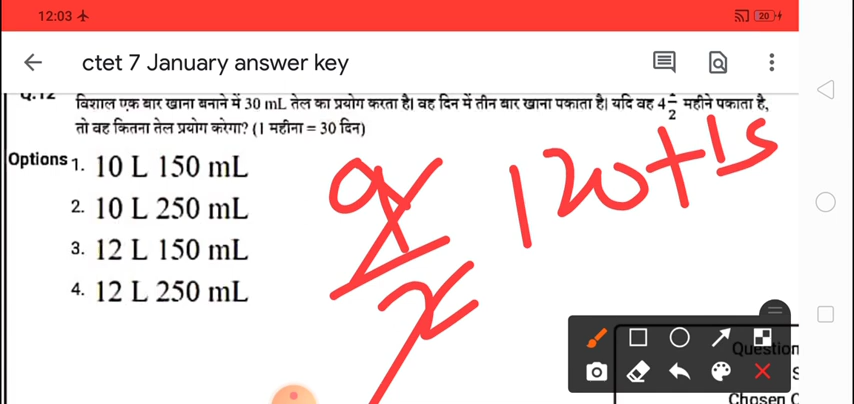 12:03
20
ctet 7 January answer key
Q.12 विशाल एक बार खाना बनाने में 30 mL तेल का प्रयोग करता है। वह दिन में तीन बार खाना पकाता है। यदि वह 4 1/2 महीने पकाता है,
तो वह कितना तेल प्रयोग करेगा? (1 महीना = 30 दिन)
Options 1. 10 L 150 mL
2. 10 L 250 mL
3. 12 L 150 mL
4. 12 L 250 mL
9
120+15
Question
S
Chosen